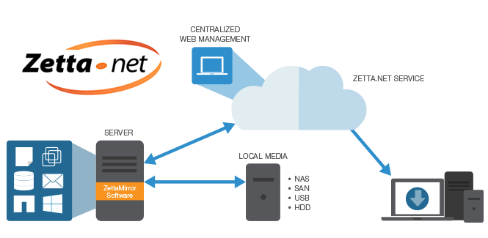 CENTRALIZED
WEB MANAGEMENT
Zetta.net
ZETTA.NET SERVICE
SERVER
LOCAL MEDIA
ZettaMirror
Software
• NAS
• SAN
• USB
• HDD